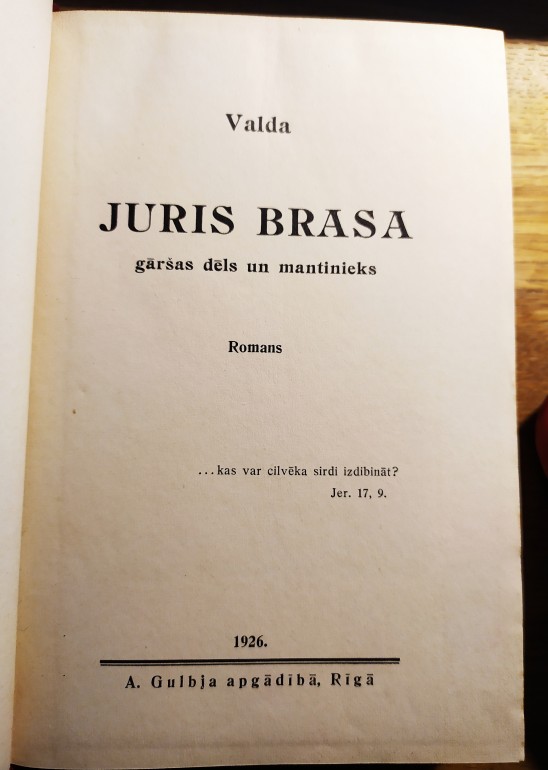 Valda
JURIS BRASA
gāršas dēls un mantinieks
Romans
...kas var cilvēka sirdi izdibināt?
Jer. 17, 9.
1926.
A. Gulbja apgādībā, Rīgā